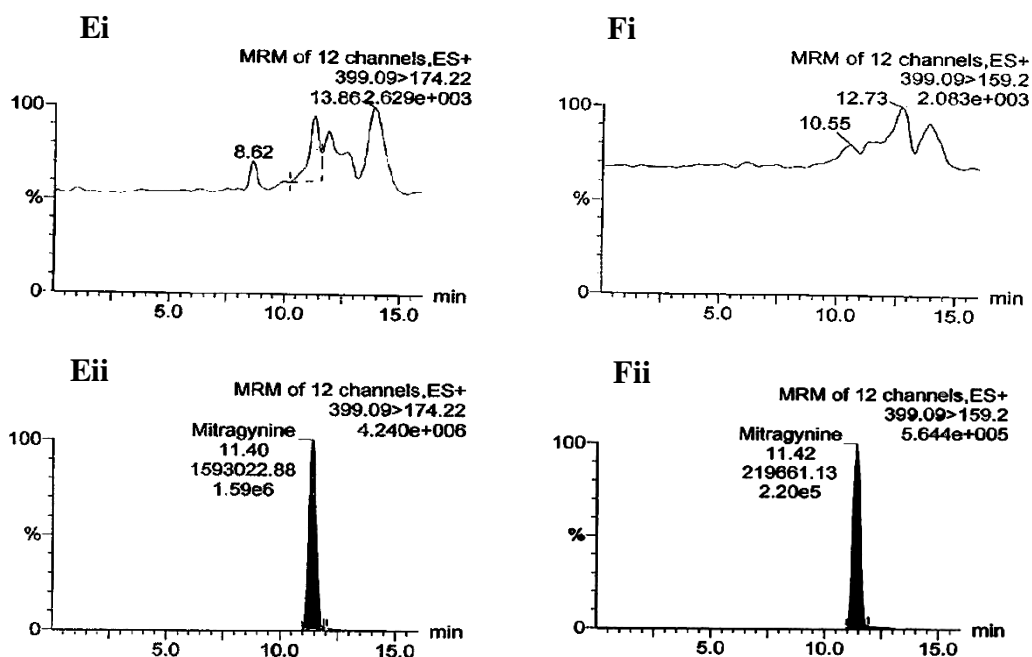 Ei
MRM of 12 channels,ES+
399.09>174.22
13.86 2.629e+003
8.62
100
%
0
5.0 10.0 15.0 min
Fi
MRM of 12 channels,ES+
399.09>159.2
12.73 2.083e+003
10.55
100
%
0
5.0 10.0 15.0 min
Eii
MRM of 12 channels,ES+
399.09>174.22
4.240e+006
Mitragynine
11.40
1593022.88
1.59e6
100
%
0
5.0 10.0 15.0 min
Fii
MRM of 12 channels,ES+
399.09>159.2
5.644e+005
Mitragynine
11.42
219661.13
2.20e5
100
%
0
5.0 10.0 15.0 min